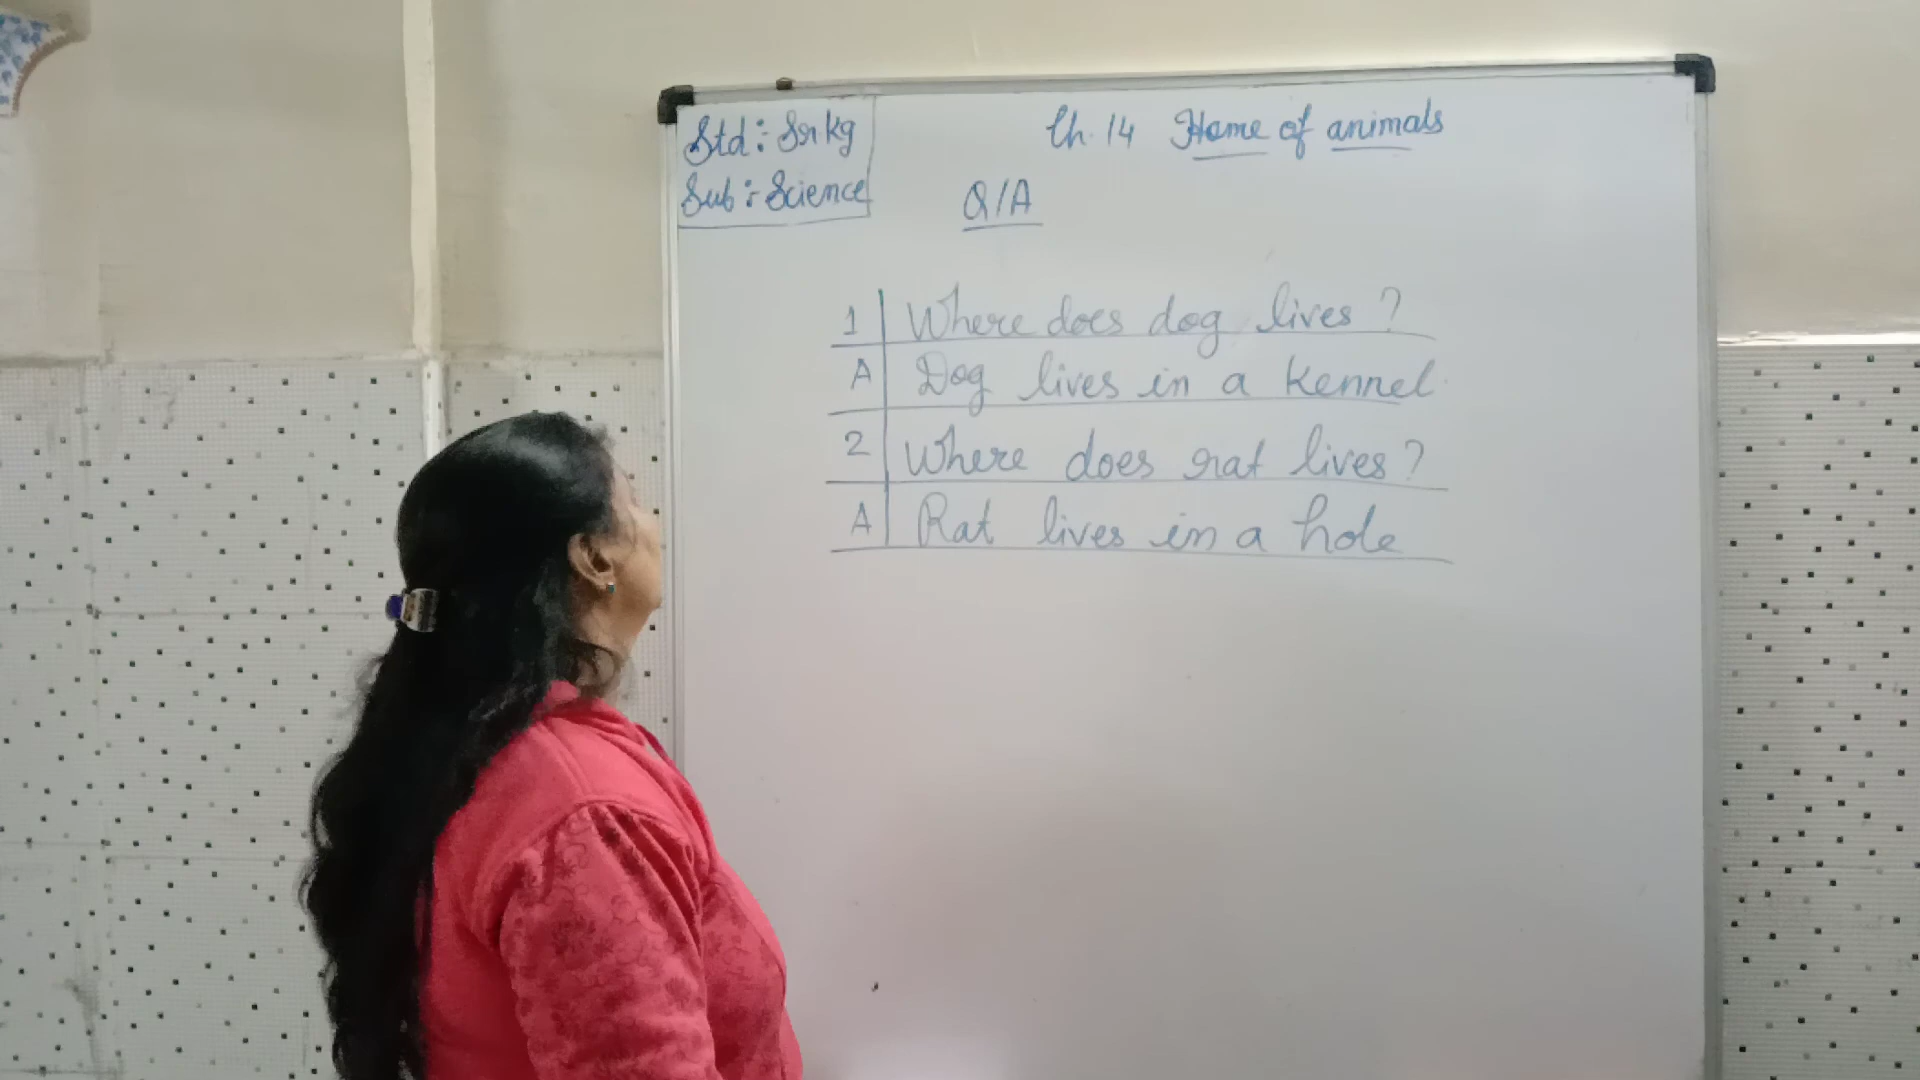 Std: Sr kg
Sub:- Science
Ch. 14 Home of animals
Q/A
1 Where does dog lives?
A Dog lives in a kennel.
2 Where does rat lives?
A Rat lives in a hole